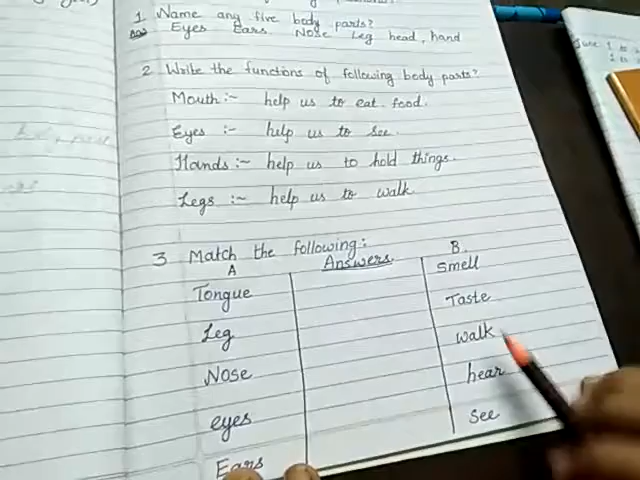 1 Name any five body parts?
Ans Eyes Ears Nose Leg head, hand
2 Write the functions of following body parts?
Mouth :- help us to eat food.
Eyes :- help us to see.
Hands :- help us to hold things.
Legs :- help us to walk
3 Match the following:
A Answers B.
Tongue smell
Leg Taste
Nose walk
eyes hear
Ears see